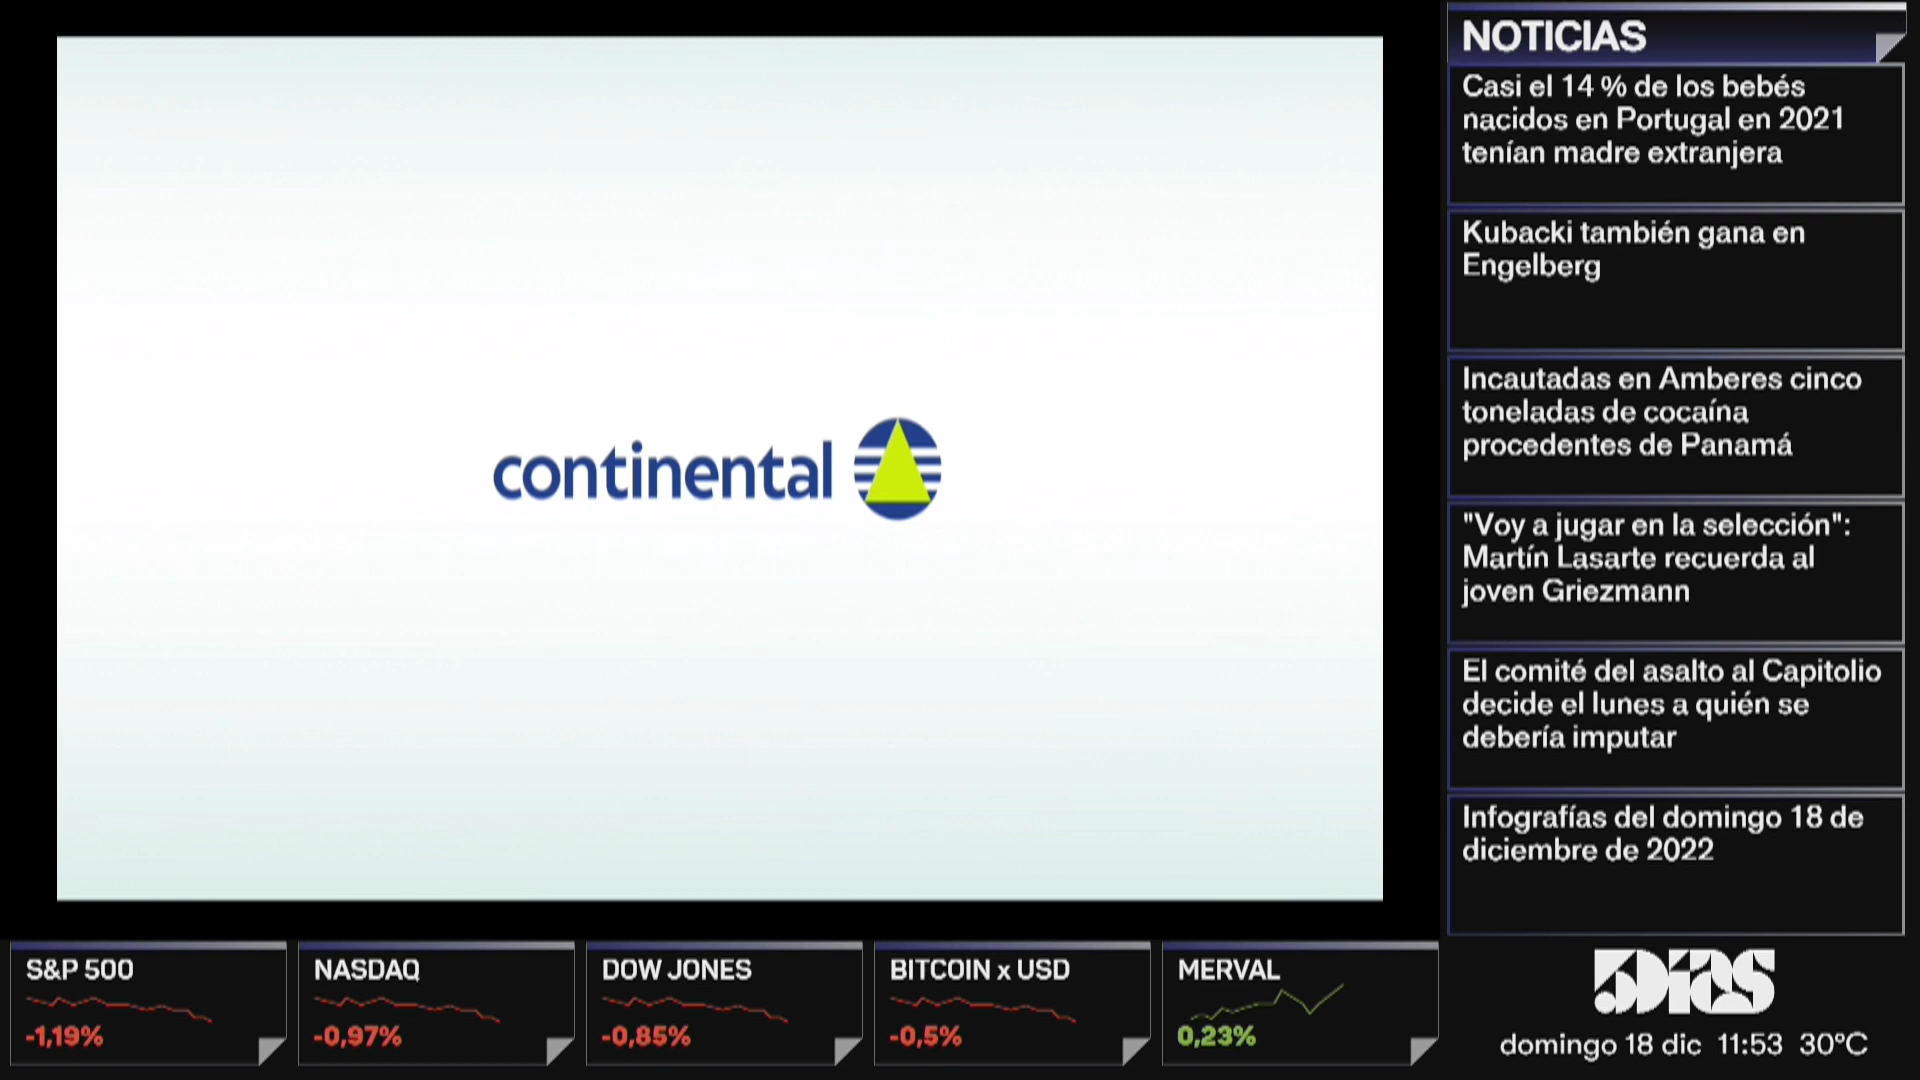 continental
NOTICIAS
Casi el 14 % de los bebés
nacidos en Portugal en 2021
tenían madre extranjera
Kubacki también gana en
Engelberg
Incautadas en Amberes cinco
toneladas de cocaína
procedentes de Panamá
"Voy a jugar en la selección":
Martín Lasarte recuerda al
joven Griezmann
El comité del asalto al Capitolio
decide el lunes a quién se
debería imputar
Infografías del domingo 18 de
diciembre de 2022
S&P 500
-1,19%
NASDAQ
-0,97%
DOW JONES
-0,85%
BITCOIN x USD
-0,5%
MERVAL
0,23%
5DIAS
domingo 18 dic 11:53 30°C